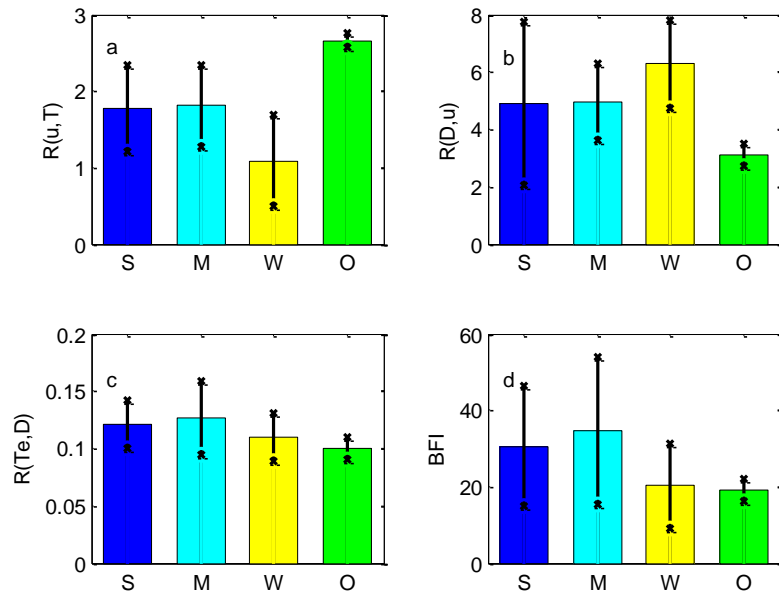 3
2
1
0
R(u,T)
a
S M W O
8
6
4
2
0
R(D,u)
b
S M W O
0.2
0.15
0.1
0.05
0
R(Te,D)
c
S M W O
60
40
20
0
BFI
d
S M W O